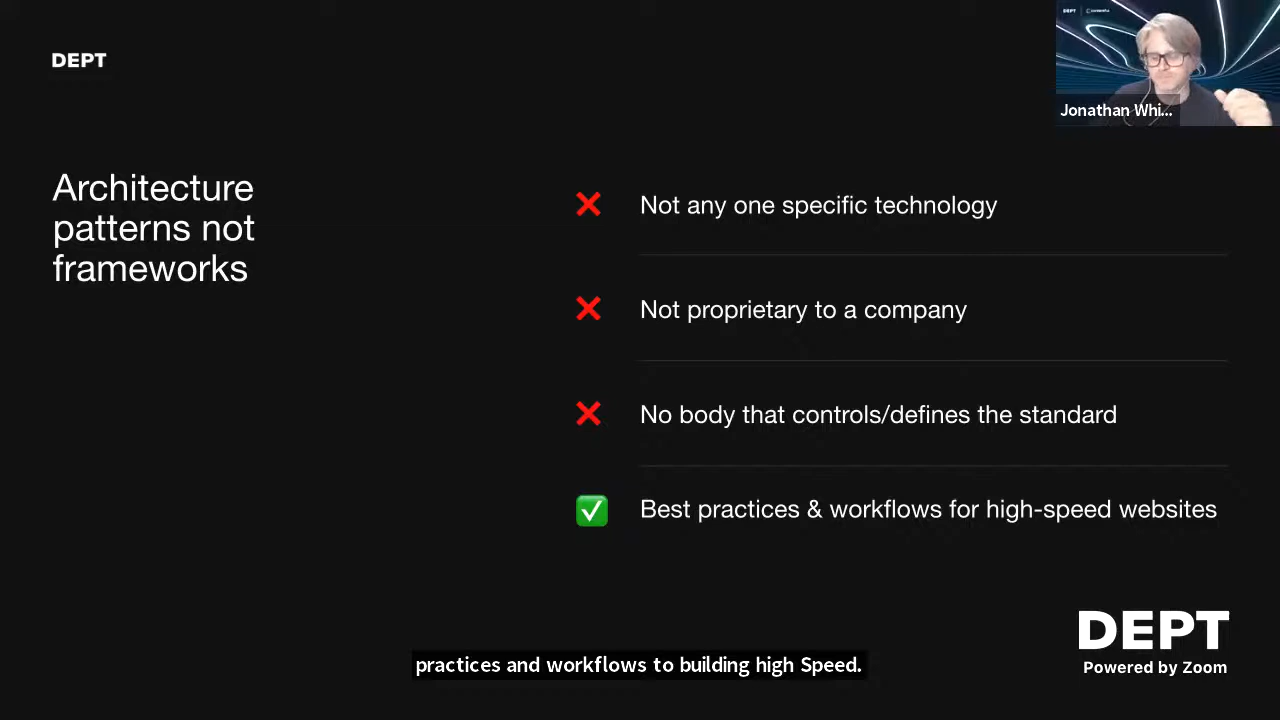 DEPT
DEPT
Jonathan Whi...
Architecture
patterns not
frameworks
❌ Not any one specific technology
❌ Not proprietary to a company
❌ No body that controls/defines the standard
✅ Best practices & workflows for high-speed websites
DEPT
Powered by Zoom
practices and workflows to building high Speed.